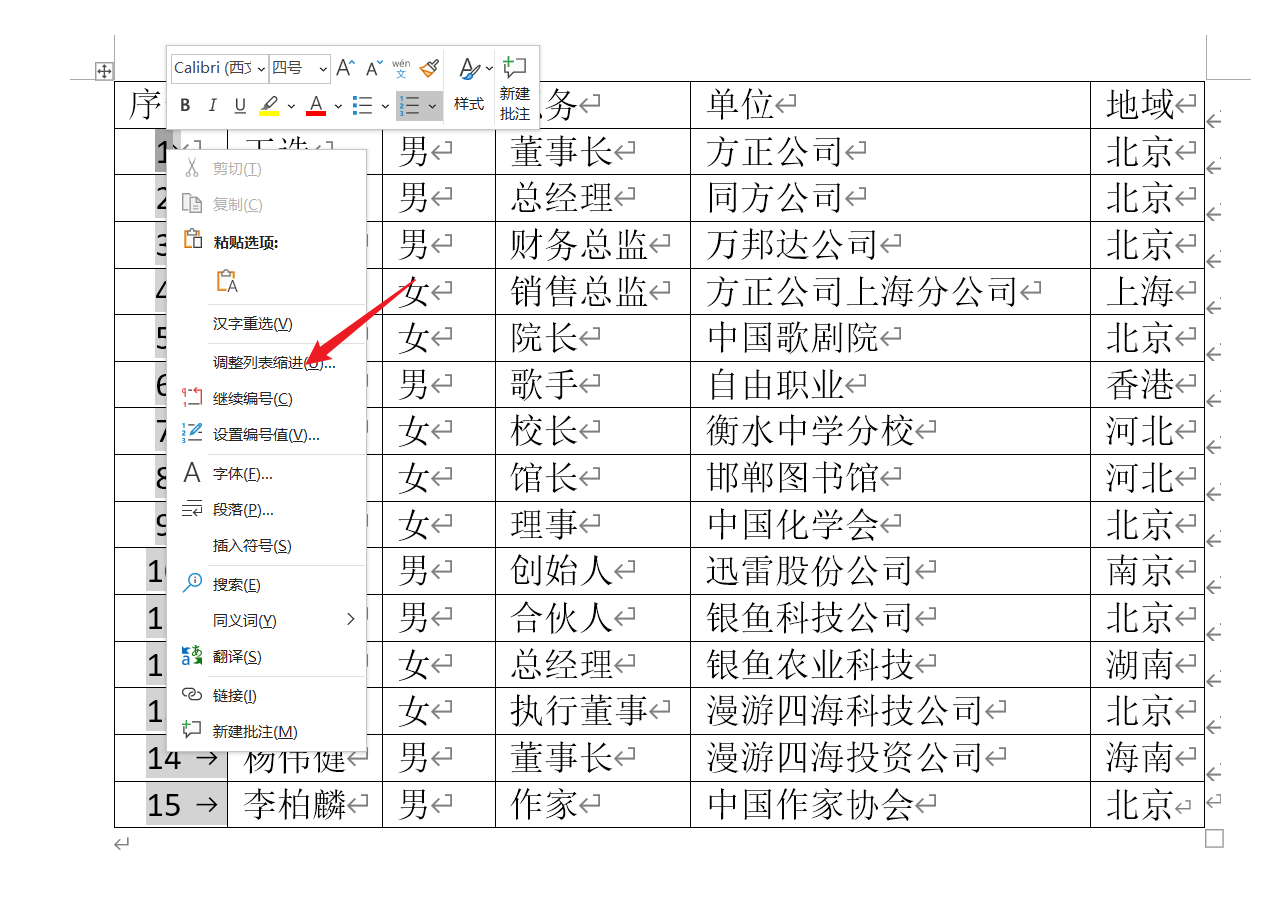 Calibri (西文 四号 wén 文
新建
批注
B I U A 样式
序 务 单位 地域
1 王选 男 董事长 方正公司 北京
剪切(T)
2 男 总经理 同方公司 北京
复制(C)
3 男 财务总监 万邦达公司 北京
粘贴选项:
4 女 销售总监 方正公司上海分公司 上海
汉字重选(V)
5 女 院长 中国歌剧院 北京
调整列表缩进(U)...
6 男 歌手 自由职业 香港
继续编号(C)
7 女 校长 衡水中学分校 河北
设置编号值(V)...
8 女 馆长 邯郸图书馆 河北
字体(F)...
段落(P)...
9 女 理事 中国化学会 北京
插入符号(S)
10 男 创始人 迅雷股份公司 南京
搜索(E)
1 男 合伙人 银鱼科技公司 北京
同义词(Y)
1 女 总经理 银鱼农业科技 湖南
翻译(S)
链接(I)
1 女 执行董事 漫游四海科技公司 北京
新建批注(M)
14 杨伟健 男 董事长 漫游四海投资公司 海南
15 李柏麟 男 作家 中国作家协会 北京